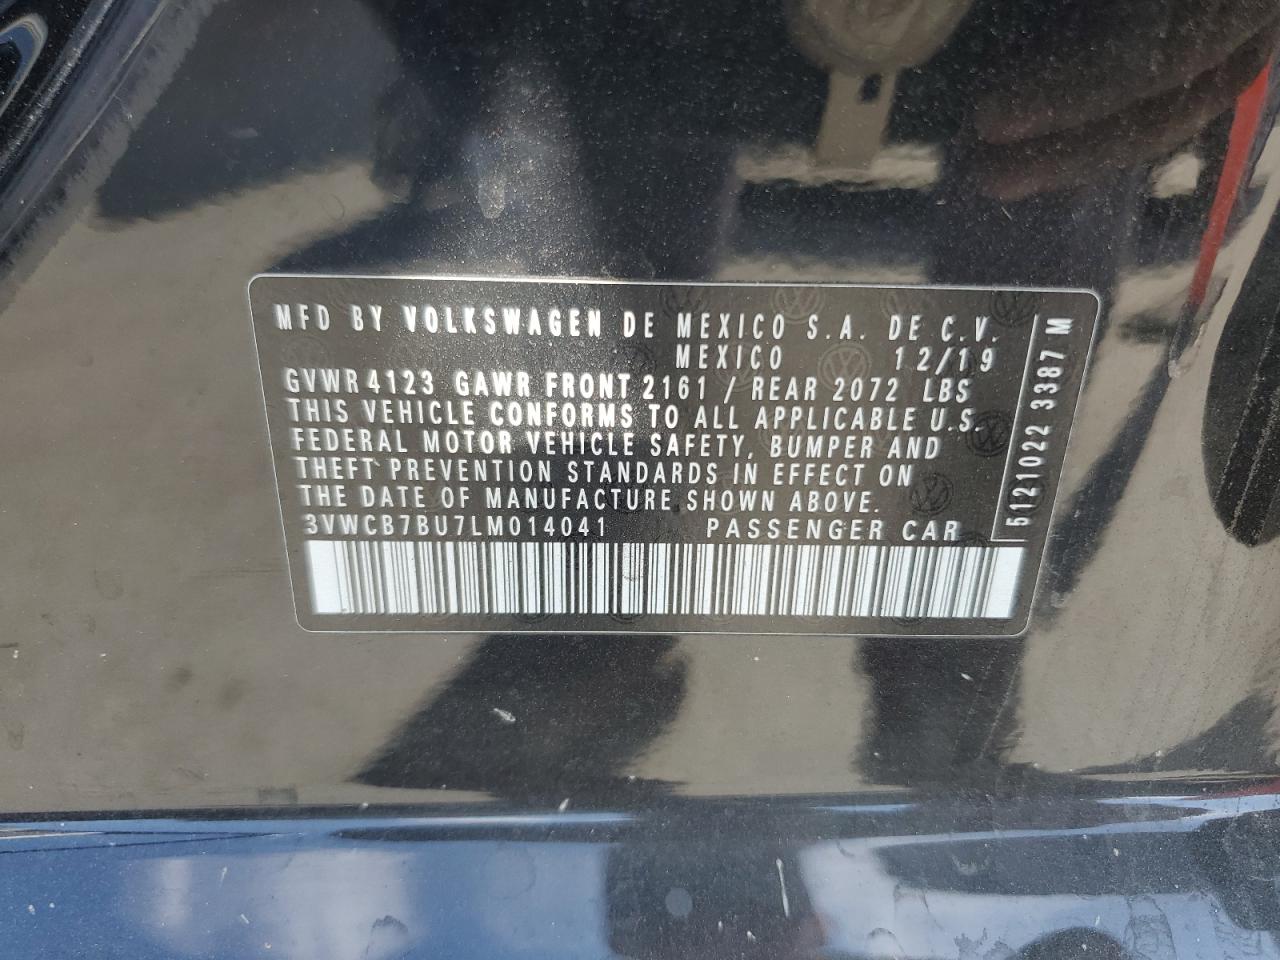 MFD BY VOLKSWAGEN DE MEXICO S.A. DE C.V.
MEXICO 12/19
GVWR 4123 GAWR FRONT 2161 / REAR 2072 LBS
THIS VEHICLE CONFORMS TO ALL APPLICABLE U.S.
FEDERAL MOTOR VEHICLE SAFETY, BUMPER AND
THEFT PREVENTION STANDARDS IN EFFECT ON
THE DATE OF MANUFACTURE SHOWN ABOVE.
3VWCB7BU7LM014041 PASSENGER CAR
5121022 3387 M